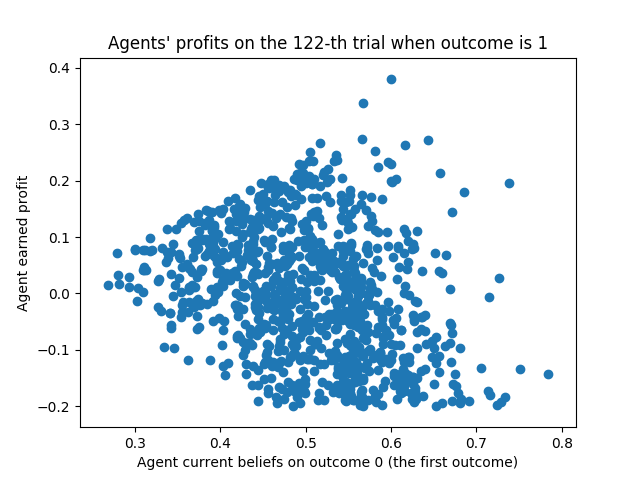 Agents' profits on the 122-th trial when outcome is 1
0.4
0.3
0.2
0.1
0.0
−0.1
−0.2
Agent earned profit
0.3 0.4 0.5 0.6 0.7 0.8
Agent current beliefs on outcome 0 (the first outcome)